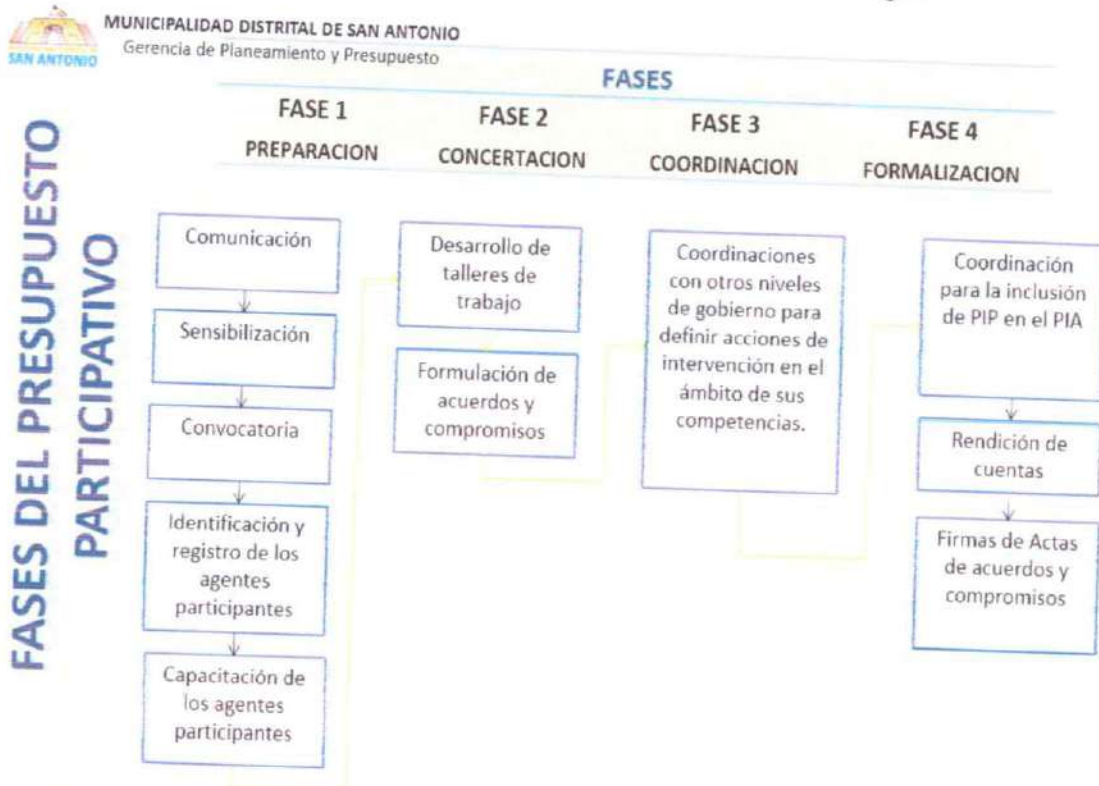 MUNICIPALIDAD DISTRITAL DE SAN ANTONIO
Gerencia de Planeamiento y Presupuesto
SAN ANTONIO
FASES DEL PRESUPUESTO
PARTICIPATIVO
FASES
FASE 1
PREPARACION
FASE 2
CONCERTACION
FASE 3
COORDINACION
FASE 4
FORMALIZACION
Comunicación
Sensibilización
Convocatoria
Identificación y
registro de los
agentes
participantes
Capacitación de
los agentes
participantes
Desarrollo de
talleres de
trabajo
Formulación de
acuerdos y
compromisos
Coordinaciones
con otros niveles
de gobierno para
definir acciones de
intervención en el
ámbito de sus
competencias.
Coordinación
para la inclusión
de PIP en el PIA
Rendición de
cuentas
Firmas de Actas
de acuerdos y
compromisos